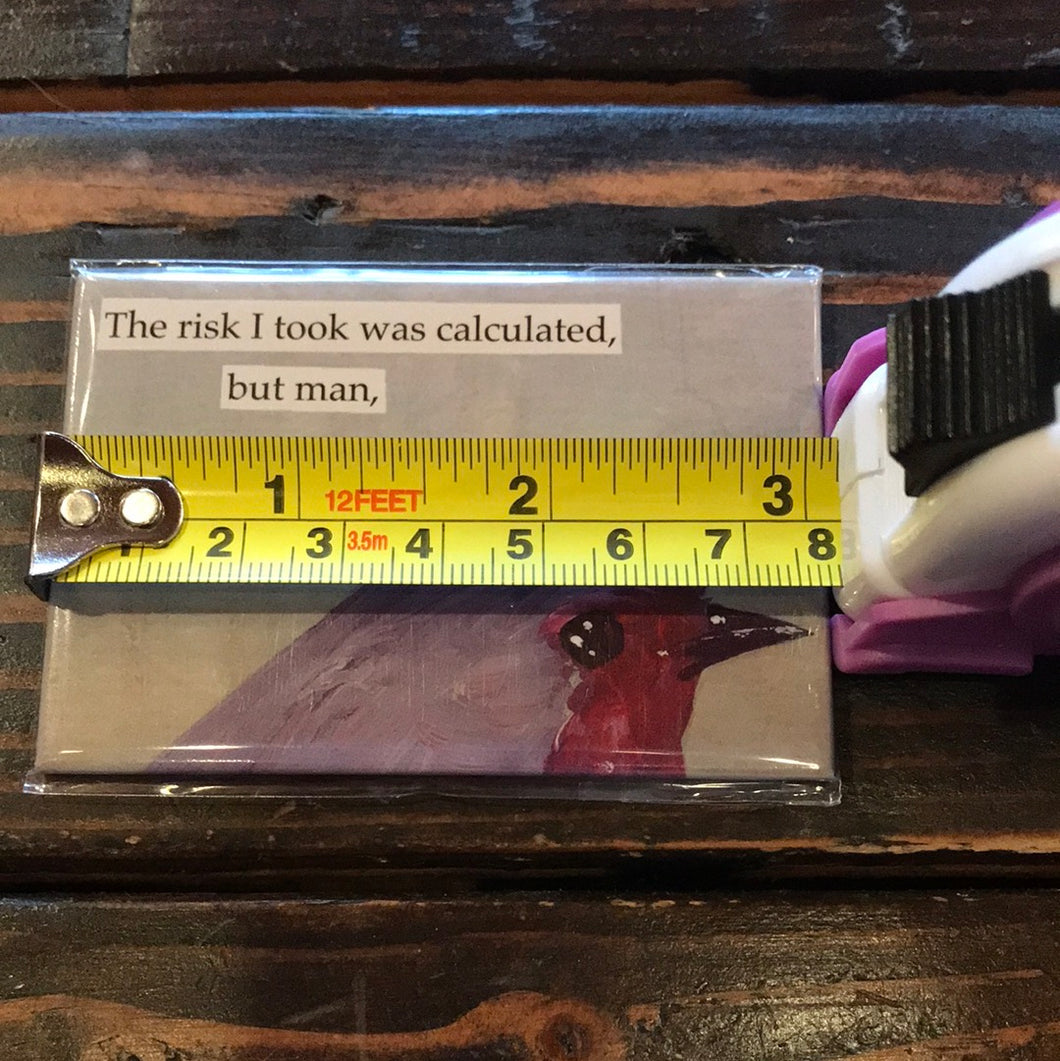 The risk I took was calculated,
but man,
1 12FEET 2 3
1 2 3 3.5m 4 5 6 7 8